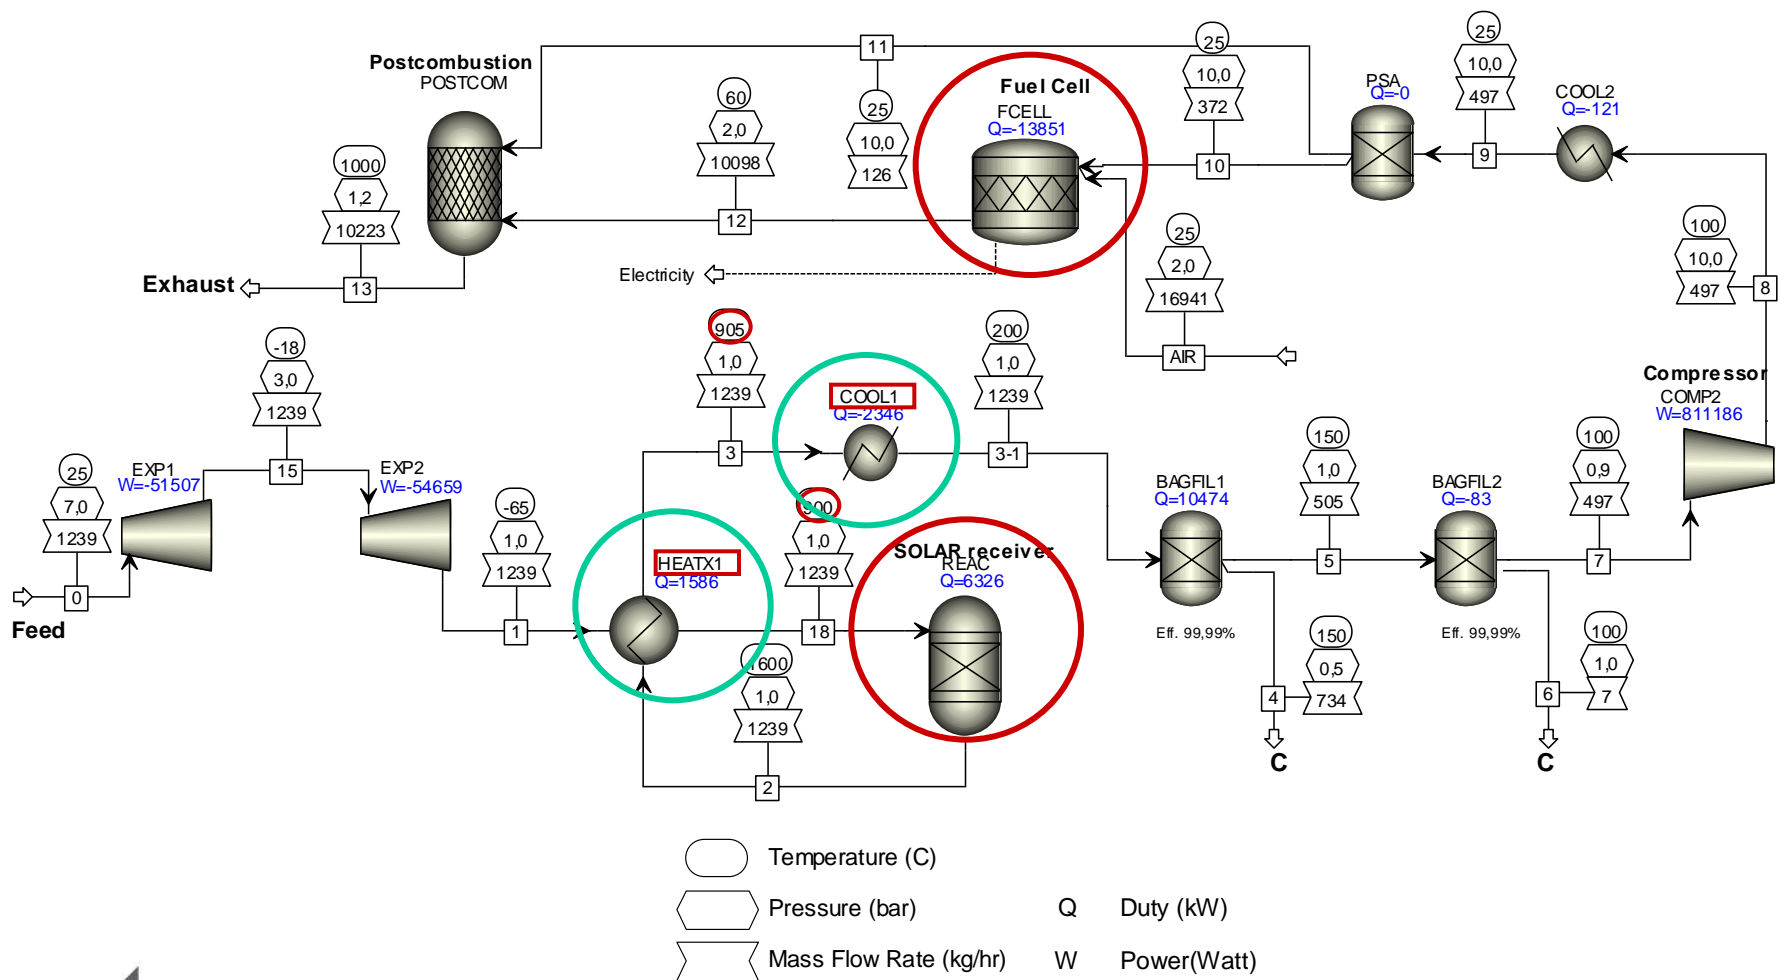 Postcombustion
POSTCOM
1000
1,2
10223
Exhaust
13
60
2,0
10098
12
11
25
10,0
126
Fuel Cell
FCELL
Q=-13851
Electricity
25
10,0
372
10
25
2,0
16941
AIR
PSA
Q=-0
25
10,0
497
9
COOL2
Q=-121
100
10,0
497
8
Compressor
COMP2
W=811186
25
7,0
1239
0
Feed
EXP1
W=-51507
-18
3,0
1239
15
EXP2
W=-54659
-65
1,0
1239
1
HEATX1
Q=1586
905
1,0
1239
3
COOL1
Q=-2346
200
1,0
1239
3-1
900
1,0
1239
18
SOLAR receiver
REAC
Q=6326
1600
1,0
1239
2
BAGFIL1
Q=10474
Eff. 99,99%
150
1,0
505
5
150
0,5
734
4
C
BAGFIL2
Q=-83
Eff. 99,99%
100
0,9
497
7
100
1,0
7
6
C
Temperature (C)
Pressure (bar)
Q Duty (kW)
Mass Flow Rate (kg/hr)
W Power(Watt)